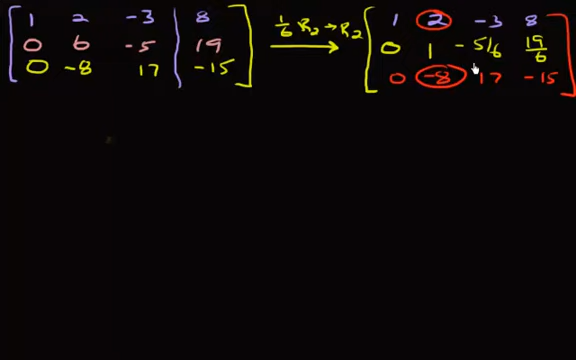 1 2 -3 8 1/6 R₂ → R₂ 1 2 -3 8
0 6 -5 19 0 1 -5/6 19/6
0 -8 17 -15 0 -8 17 -15